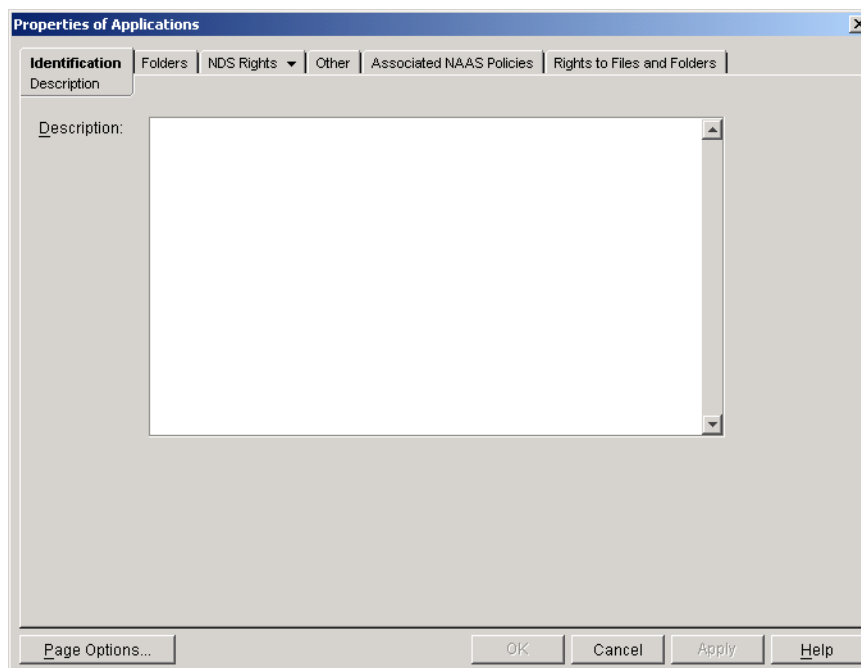 Properties of Applications
Identification Folders NDS Rights Other Associated NAAS Policies Rights to Files and Folders
Description
Description:
Page Options... OK Cancel Apply Help